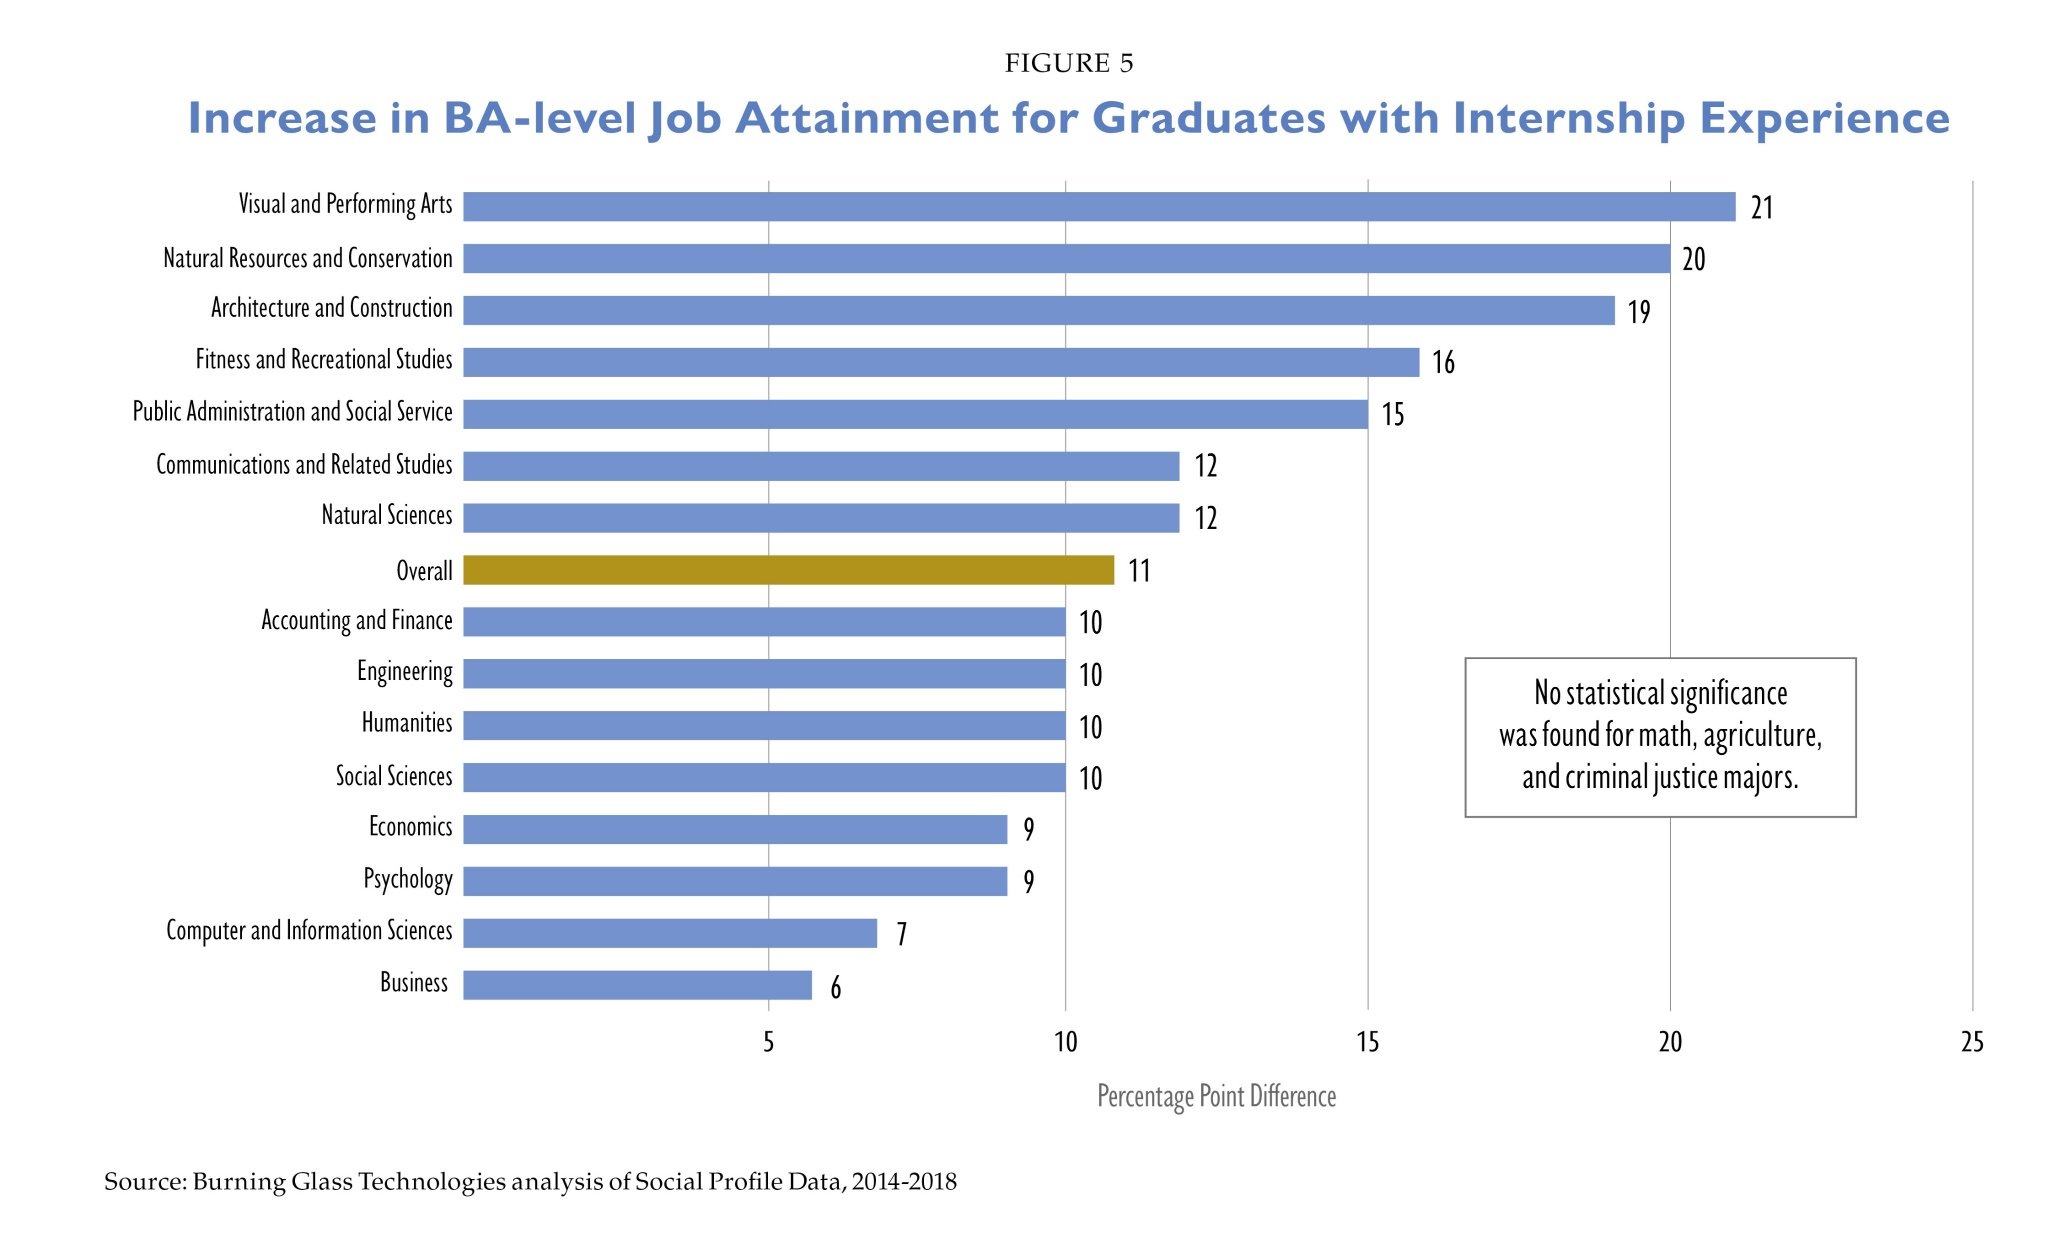 FIGURE 5
Increase in BA-level Job Attainment for Graduates with Internship Experience
Visual and Performing Arts 21
Natural Resources and Conservation 20
Architecture and Construction 19
Fitness and Recreational Studies 16
Public Administration and Social Service 15
Communications and Related Studies 12
Natural Sciences 12
Overall 11
Accounting and Finance 10
Engineering 10
Humanities 10
Social Sciences 10
Economics 9
Psychology 9
Computer and Information Sciences 7
Business 6
No statistical significance
was found for math, agriculture,
and criminal justice majors.
5 10 15 20 25
Percentage Point Difference
Source: Burning Glass Technologies analysis of Social Profile Data, 2014-2018